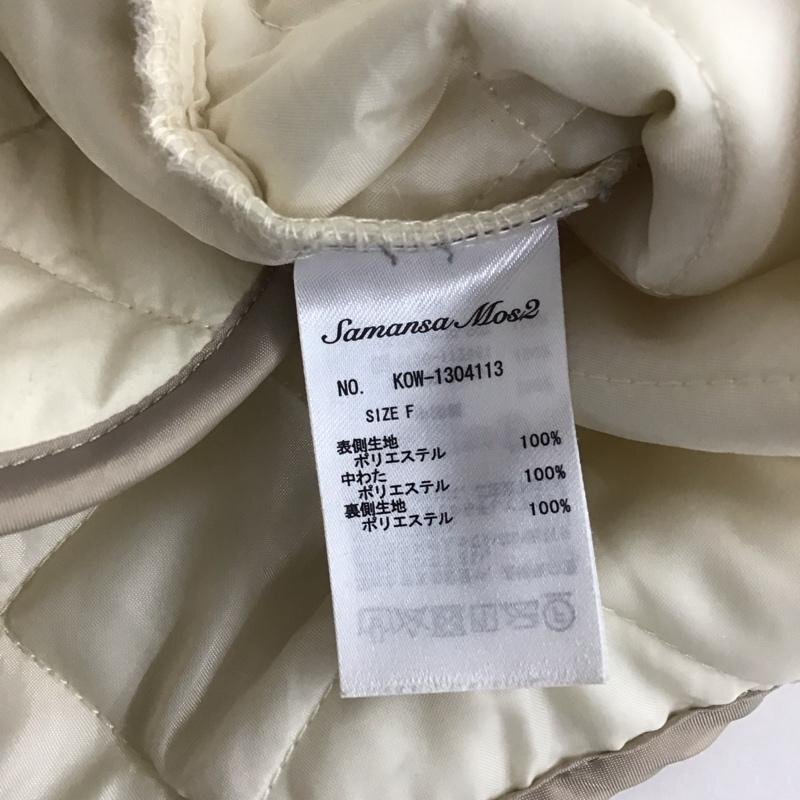 Samansa Mos2
NO. KOW-1304113
SIZE F
表側生地
ポリエステル 100%
中わた
ポリエステル 100%
裏側生地
ポリエステル 100%